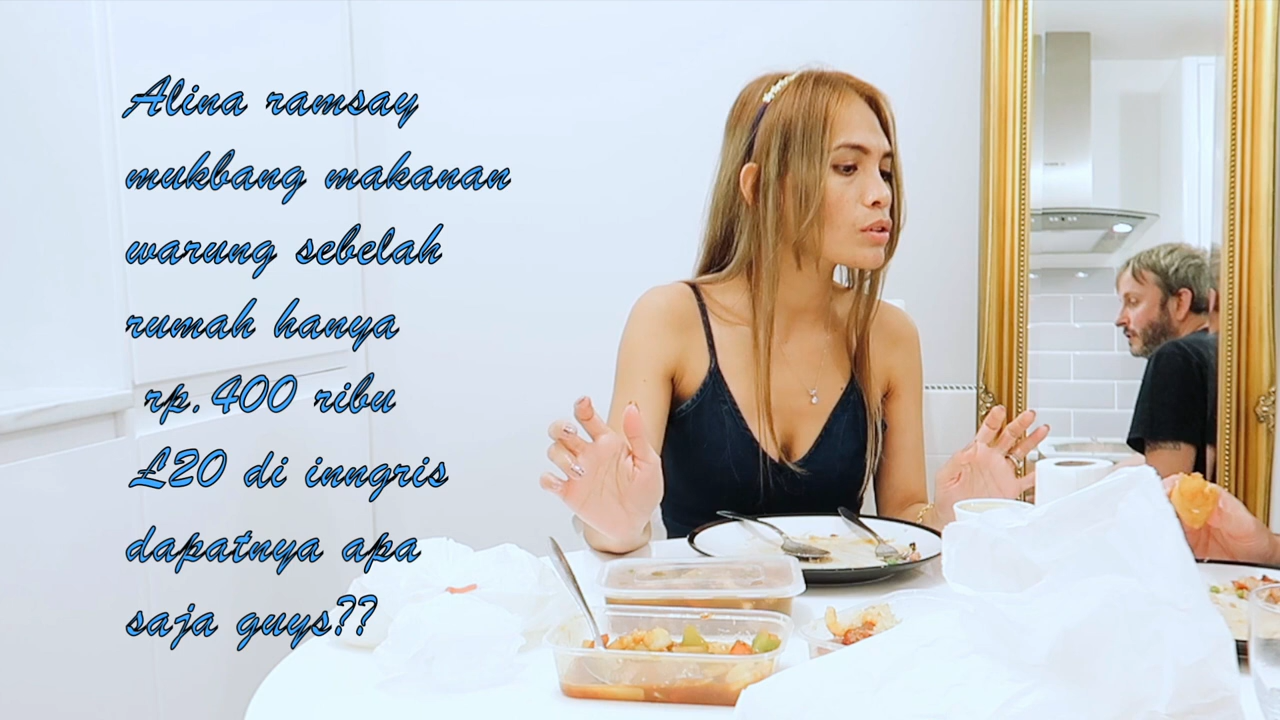 Alina ramsay
mukbang makanan
warung sebelah
rumah hanya
rp.400 ribu
£20 di inngris
dapatnya apa
saja guys??